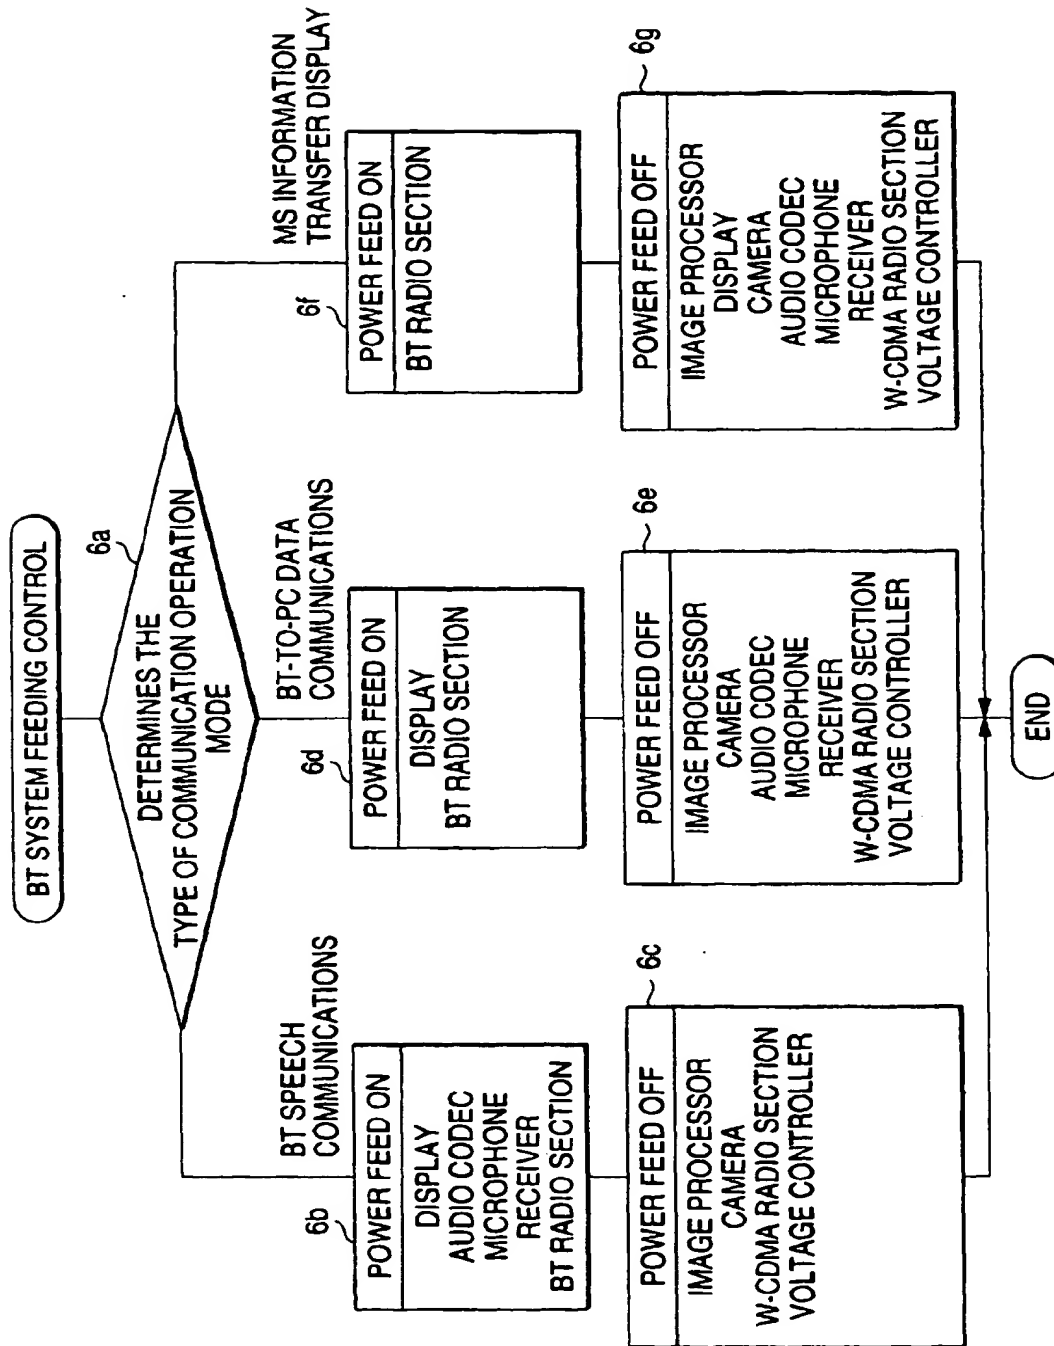 BT SYSTEM FEEDING CONTROL
6a
DETERMINES THE
TYPE OF COMMUNICATION OPERATION
MODE
BT SPEECH
COMMUNICATIONS
6b
POWER FEED ON
DISPLAY
AUDIO CODEC
MICROPHONE
RECEIVER
BT RADIO SECTION
6c
POWER FEED OFF
IMAGE PROCESSOR
CAMERA
W-CDMA RADIO SECTION
VOLTAGE CONTROLLER
BT-TO-PC DATA
COMMUNICATIONS
6d
POWER FEED ON
DISPLAY
BT RADIO SECTION
6e
POWER FEED OFF
IMAGE PROCESSOR
CAMERA
AUDIO CODEC
MICROPHONE
RECEIVER
W-CDMA RADIO SECTION
VOLTAGE CONTROLLER
MS INFORMATION
TRANSFER DISPLAY
6f
POWER FEED ON
BT RADIO SECTION
6g
POWER FEED OFF
IMAGE PROCESSOR
DISPLAY
CAMERA
AUDIO CODEC
MICROPHONE
RECEIVER
W-CDMA RADIO SECTION
VOLTAGE CONTROLLER
END